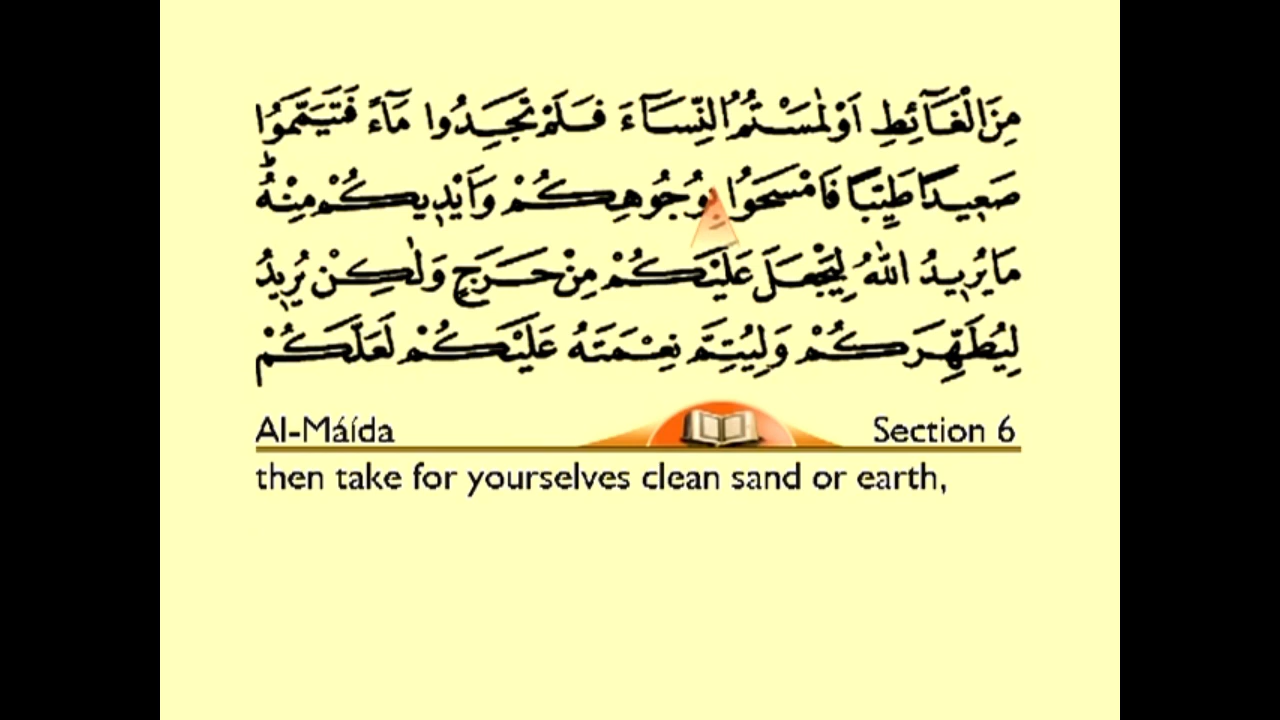 مِنَ الْغَآئِطِ اَوْ لٰمَسْتُمُ النِّسَآءَ فَلَمْ تَجِدُوا مَآءً فَتَيَمَّمُوْا
صَعِيْدًا طَيِّبًا فَامْسَحُوْا بِوُجُوْهِكُمْ وَاَيْدِيْكُمْ مِنْهُ ؕ
مَا يُرِيْدُ اللّٰهُ لِيَجْعَلَ عَلَيْكُمْ مِنْ حَرَجٍ وَلٰكِنْ يُرِيْدُ
لِيُطَهِّرَكُمْ وَلِيُتِمَّ نِعْمَتَهُ عَلَيْكُمْ لَعَلَّكُمْ
Al-Máída Section 6
then take for yourselves clean sand or earth,